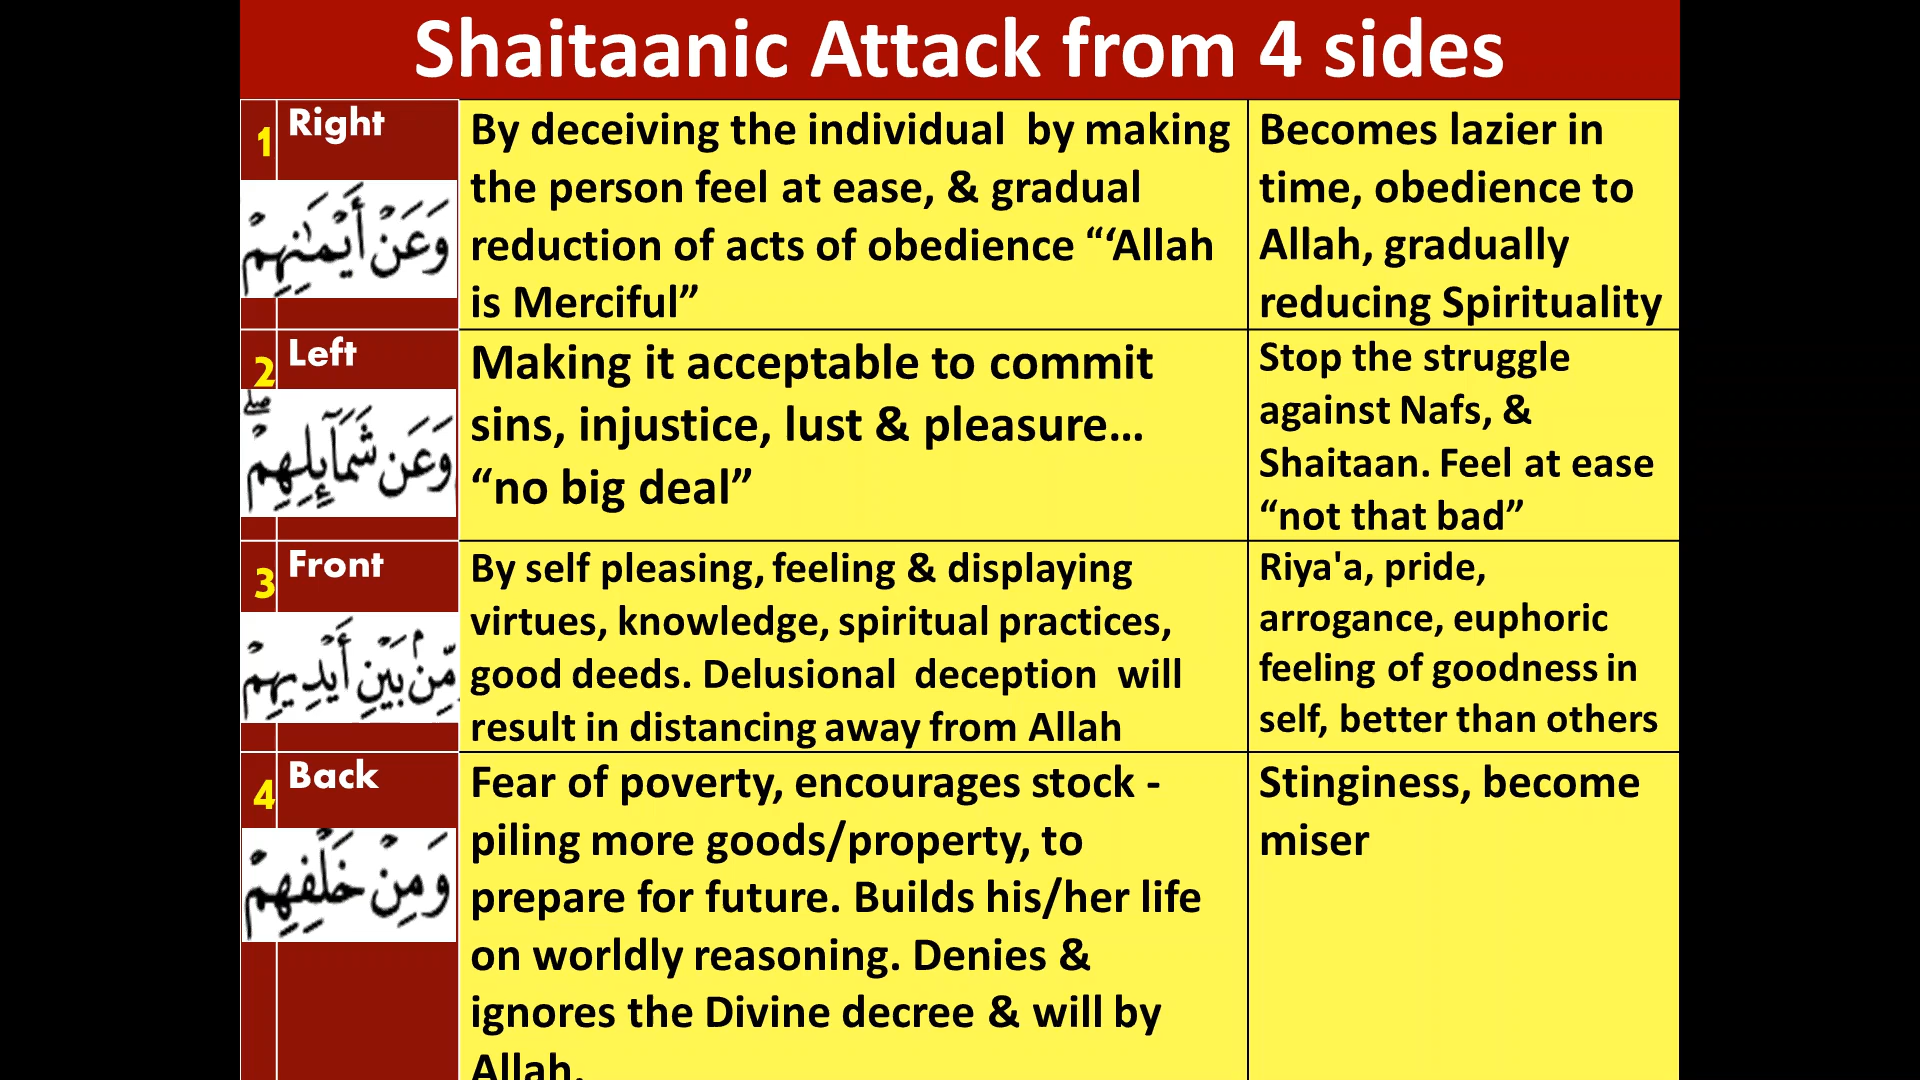 Shaitaanic Attack from 4 sides
1 Right
وَعَنْ أَيْمَـٰنِهِمْ
By deceiving the individual by making
the person feel at ease, & gradual
reduction of acts of obedience “‘Allah
is Merciful”
Becomes lazier in
time, obedience to
Allah, gradually
reducing Spirituality
2 Left
وَعَن شَمَآئِلِهِمْ ۖ
Making it acceptable to commit
sins, injustice, lust & pleasure…
“no big deal”
Stop the struggle
against Nafs, &
Shaitaan. Feel at ease
“not that bad”
3 Front
مِّنۢ بَيْنِ أَيْدِيهِمْ
By self pleasing, feeling & displaying
virtues, knowledge, spiritual practices,
good deeds. Delusional deception will
result in distancing away from Allah
Riya'a, pride,
arrogance, euphoric
feeling of goodness in
self, better than others
4 Back
وَمِنْ خَلْفِهِمْ
Fear of poverty, encourages stock -
piling more goods/property, to
prepare for future. Builds his/her life
on worldly reasoning. Denies &
ignores the Divine decree & will by
Allah.
Stinginess, become
miser